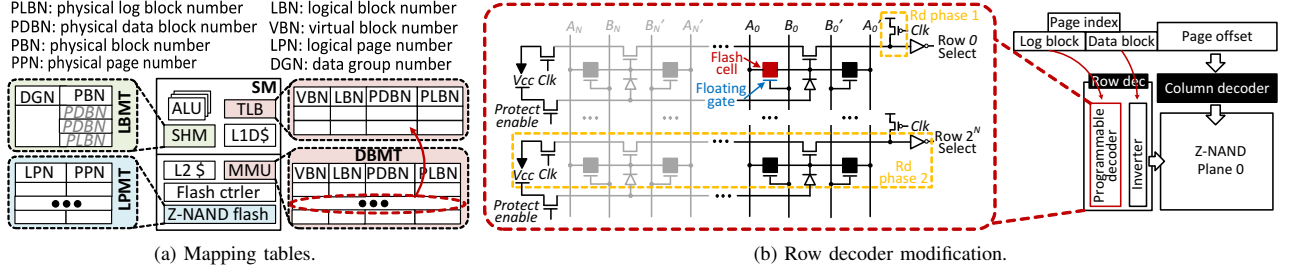 PLBN: physical log block number
LBN: logical block number
PDBN: physical data block number
VBN: virtual block number
PBN: physical block number
LPN: logical page number
PPN: physical page number
DGN: data group number
SM
DGN PBN
PDBN
PDBN
PLBN
LBMT
ALU
TLB
SHM
L1D$
VBN LBN PDBN PLBN
LPN PPN
●●●
LPMT
L2 $
MMU
Flash ctrler
Z-NAND flash
DBMT
VBN LBN PDBN PLBN
●●●
(a) Mapping tables.
A_N B_N B_N' A_N' ••• A_0 B_0 B_0' A_0'
Rd phase 1
Clk
Row 0
Select
Vcc Clk
Flash
cell
Floating
gate
Protect
enable
•••
•••
•••
Clk
Row 2^N
Select
•••
Vcc Clk
Rd
phase 2
Protect
enable
•••
Page index
Log block Data block Page offset
Row dec
Column decoder
Programmable
decoder
Inverter
Z-NAND
Plane 0
(b) Row decoder modification.